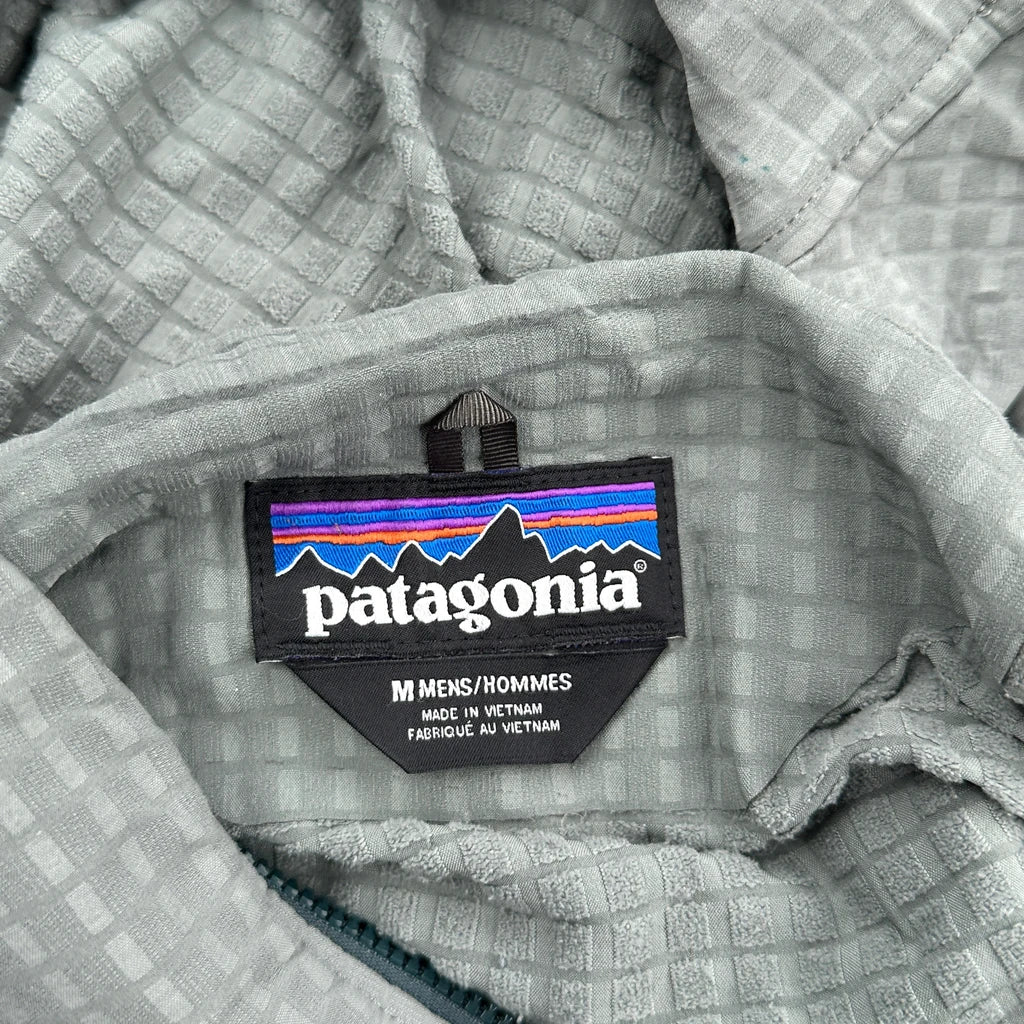 patagonia®
M MENS/HOMMES
MADE IN VIETNAM
FABRIQUÉ AU VIETNAM